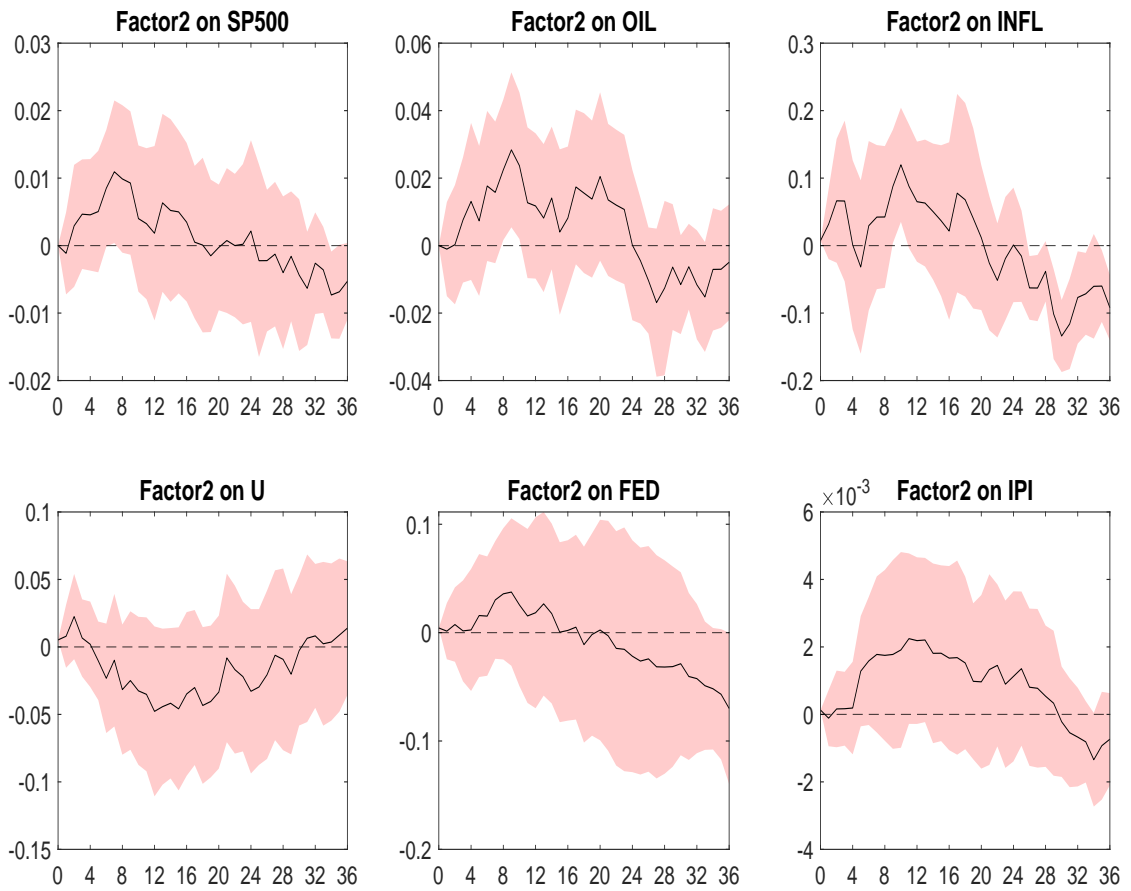 Factor2 on SP500
0.03
0.02
0.01
0
-0.01
-0.02
0 4 8 12 16 20 24 28 32 36
Factor2 on OIL
0.06
0.04
0.02
0
-0.02
-0.04
0 4 8 12 16 20 24 28 32 36
Factor2 on INFL
0.3
0.2
0.1
0
-0.1
-0.2
0 4 8 12 16 20 24 28 32 36
Factor2 on U
0.1
0.05
0
-0.05
-0.1
-0.15
0 4 8 12 16 20 24 28 32 36
Factor2 on FED
0.1
0
-0.1
-0.2
0 4 8 12 16 20 24 28 32 36
×10⁻³ Factor2 on IPI
6
4
2
0
-2
-4
0 4 8 12 16 20 24 28 32 36